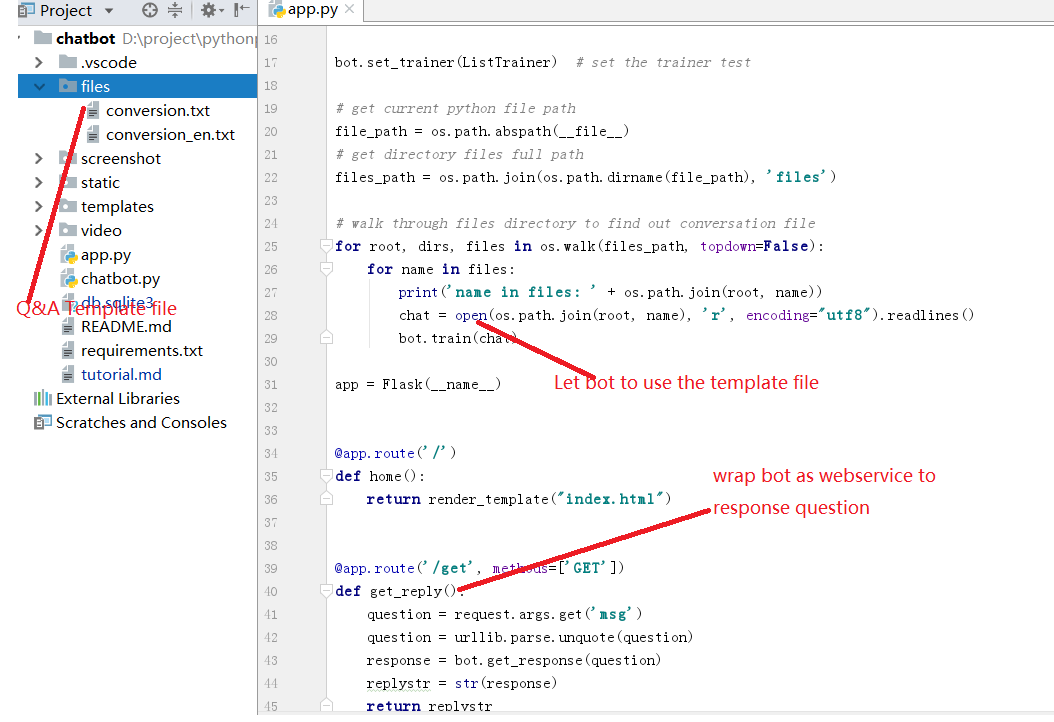 Project
app.py
chatbot D:\project\pythonp
.vscode
files
conversion.txt
conversion_en.txt
screenshot
static
templates
video
app.py
chatbot.py
db.sqlite3
Q&A Template file
README.md
requirements.txt
tutorial.md
External Libraries
Scratches and Consoles
16
17 bot.set_trainer(ListTrainer)  # set the trainer test
18
19 # get current python file path
20 file_path = os.path.abspath(__file__)
21 # get directory files full path
22 files_path = os.path.join(os.path.dirname(file_path), 'files')
23
24 # walk through files directory to find out conversation file
25 for root, dirs, files in os.walk(files_path, topdown=False):
26     for name in files:
27         print('name in files: ' + os.path.join(root, name))
28         chat = open(os.path.join(root, name), 'r', encoding="utf8").readlines()
29         bot.train(chat)
30
31 app = Flask(__name__)
Let bot to use the template file
32
33
34 @app.route('/')
35 def home():
36     return render_template("index.html")
wrap bot as webservice to
response question
37
38
39 @app.route('/get', methods=['GET'])
40 def get_reply():
41     question = request.args.get('msg')
42     question = urllib.parse.unquote(question)
43     response = bot.get_response(question)
44     replystr = str(response)
45     return replystr